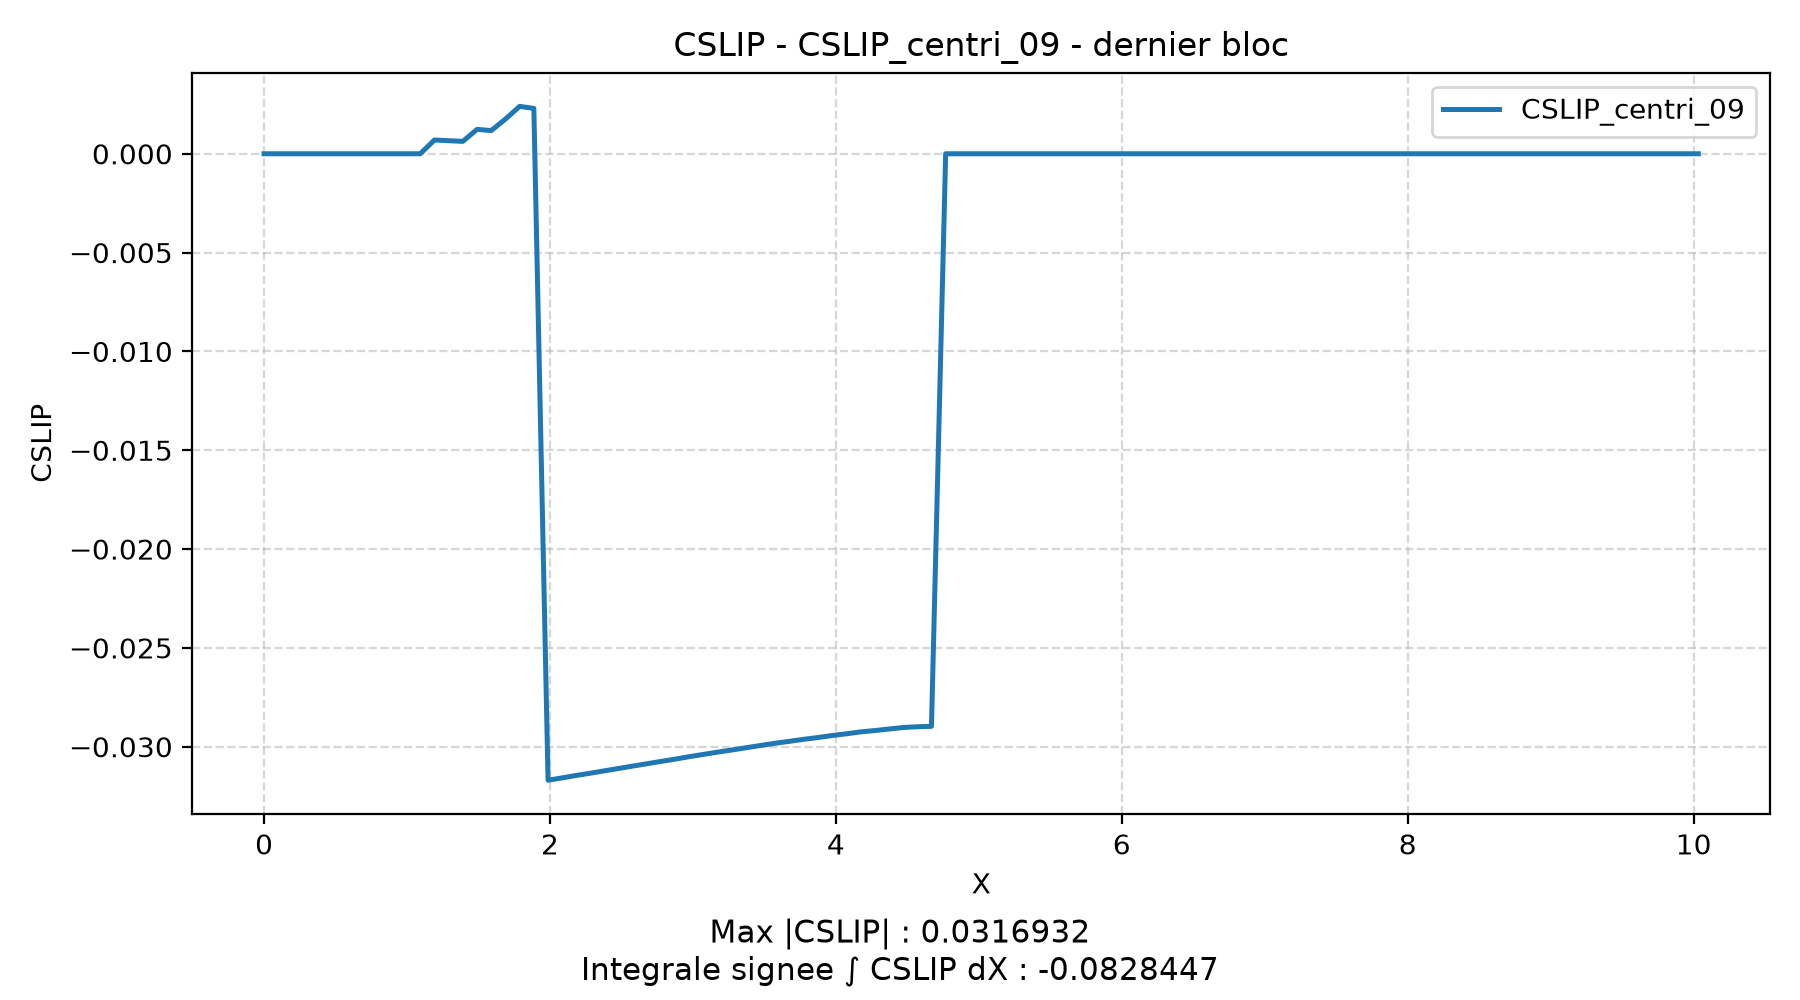 CSLIP - CSLIP_centri_09 - dernier bloc
CSLIP_centri_09
0.000
−0.005
−0.010
−0.015
−0.020
−0.025
−0.030
CSLIP
0 2 4 6 8 10
X
Max |CSLIP| : 0.0316932
Integrale signee ∫ CSLIP dX : -0.0828447